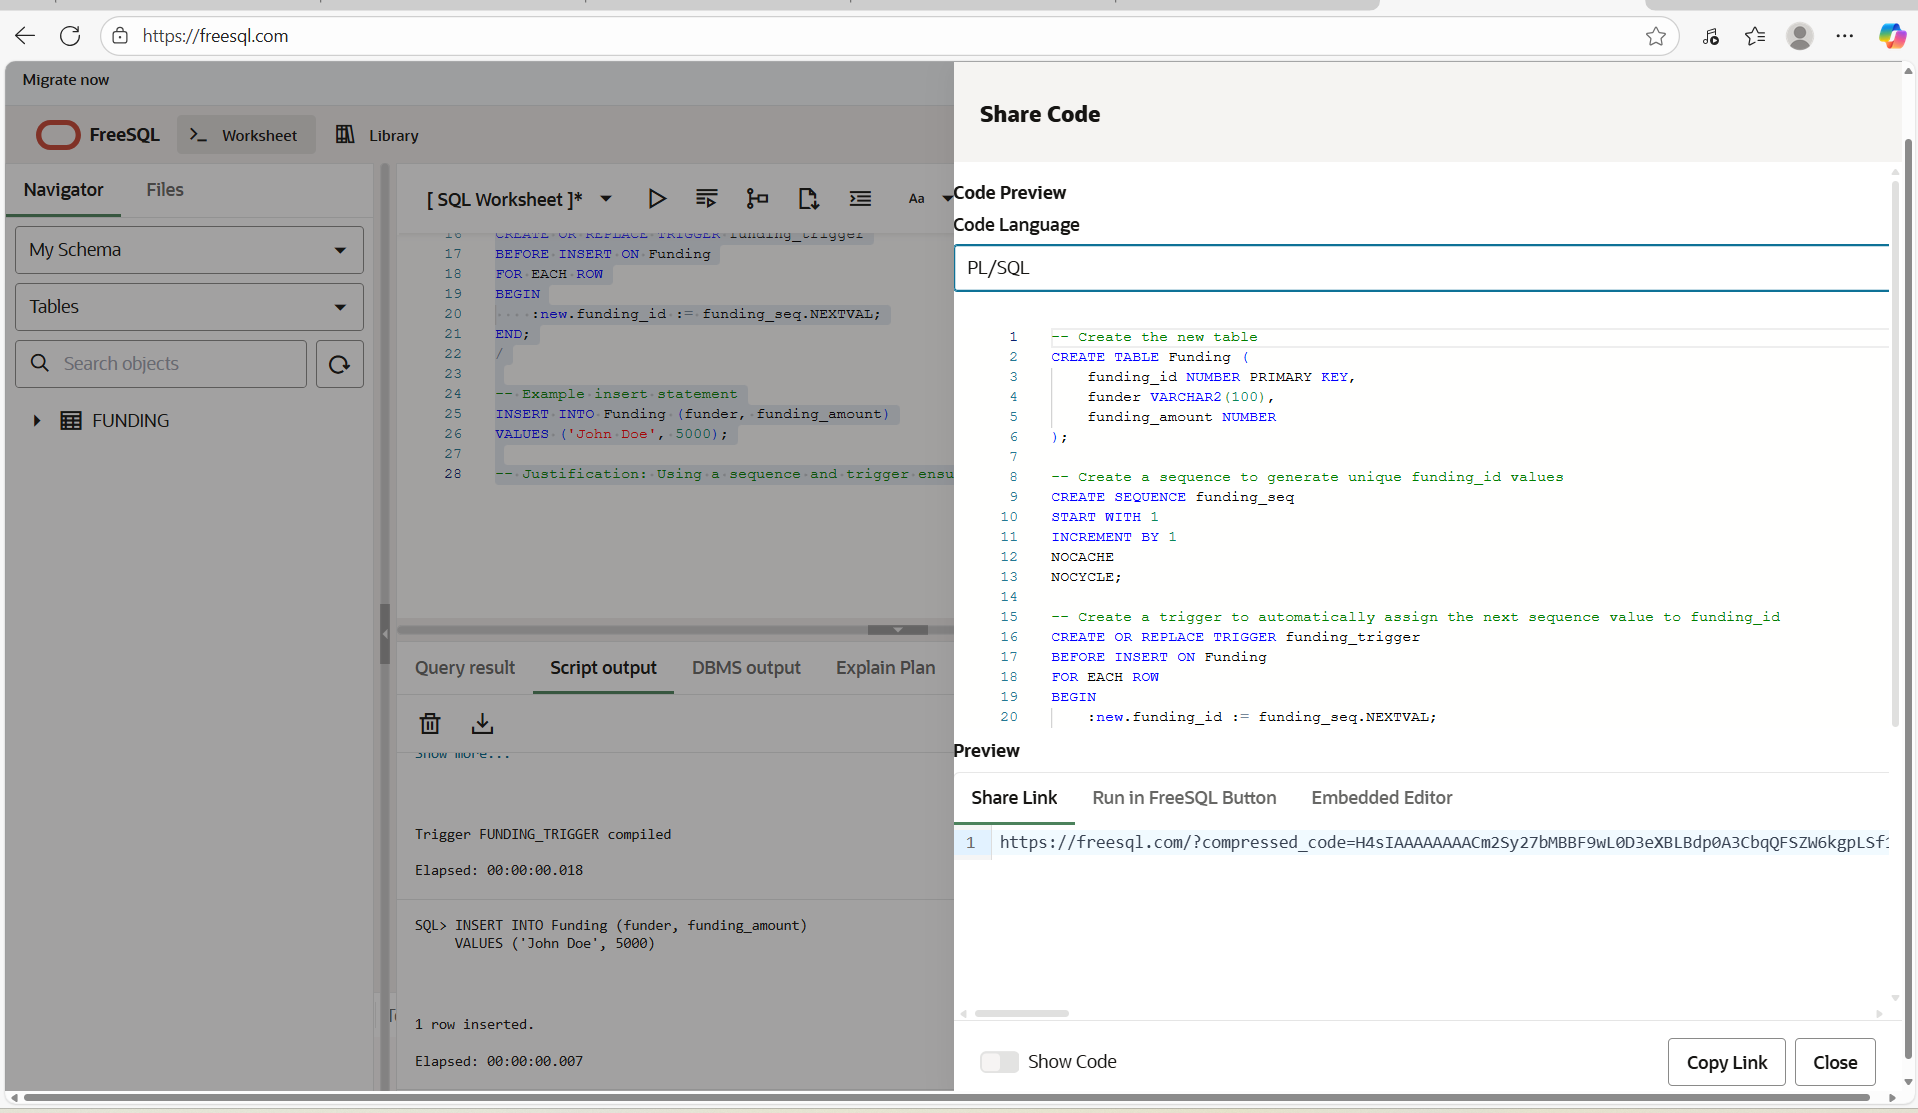 https://freesql.com
Migrate now
FreeSQL
Worksheet
Library
Navigator
Files
My Schema
Tables
Search objects
FUNDING
[ SQL Worksheet ]*
Aa
16 CREATE OR REPLACE TRIGGER funding_trigger
17 BEFORE INSERT ON Funding
18 FOR EACH ROW
19 BEGIN
20     :new.funding_id := funding_seq.NEXTVAL;
21 END;
22 /
23
24 -- Example insert statement
25 INSERT INTO Funding (funder, funding_amount)
26 VALUES ('John Doe', 5000);
27
28 -- Justification: Using a sequence and trigger ensu
Query result
Script output
DBMS output
Explain Plan
Show more...
Trigger FUNDING_TRIGGER compiled
Elapsed: 00:00:00.018
SQL> INSERT INTO Funding (funder, funding_amount)
VALUES ('John Doe', 5000)
1 row inserted.
Elapsed: 00:00:00.007
Share Code
Code Preview
Code Language
PL/SQL
1 -- Create the new table
2 CREATE TABLE Funding (
3     funding_id NUMBER PRIMARY KEY,
4     funder VARCHAR2(100),
5     funding_amount NUMBER
6 );
7
8 -- Create a sequence to generate unique funding_id values
9 CREATE SEQUENCE funding_seq
10 START WITH 1
11 INCREMENT BY 1
12 NOCACHE
13 NOCYCLE;
14
15 -- Create a trigger to automatically assign the next sequence value to funding_id
16 CREATE OR REPLACE TRIGGER funding_trigger
17 BEFORE INSERT ON Funding
18 FOR EACH ROW
19 BEGIN
20     :new.funding_id := funding_seq.NEXTVAL;
Preview
Share Link
Run in FreeSQL Button
Embedded Editor
1 https://freesql.com/?compressed_code=H4sIAAAAAAAACm2Sy27bMBBF9wL0D3eXBLBdp0A3CbqQFSZW6kgpLSf1
Show Code
Copy Link
Close